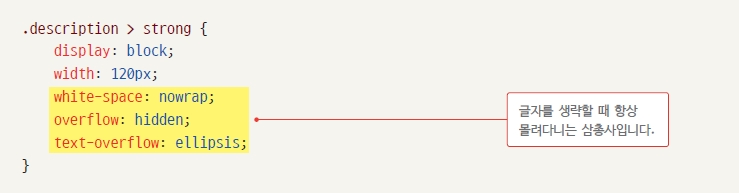 .description > strong {
display: block;
width: 120px;
white-space: nowrap;
overflow: hidden;
text-overflow: ellipsis;
}
글자를 생략할 때 항상
몰려다니는 삼총사입니다.